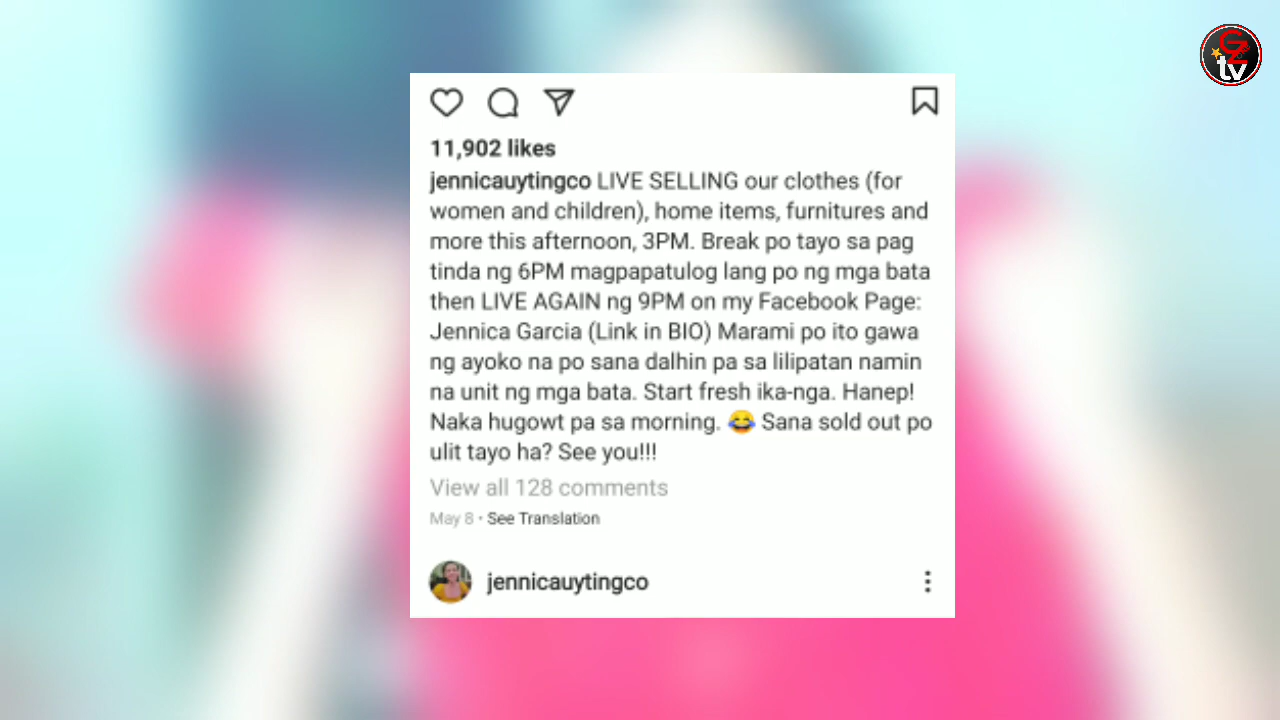 GZ
tv
11,902 likes
jennicauytingco LIVE SELLING our clothes (for
women and children), home items, furnitures and
more this afternoon, 3PM. Break po tayo sa pag
tinda ng 6PM magpapatulog lang po ng mga bata
then LIVE AGAIN ng 9PM on my Facebook Page:
Jennica Garcia (Link in BIO) Marami po ito gawa
ng ayoko na po sana dalhin pa sa lilipatan namin
na unit ng mga bata. Start fresh ika-nga. Hanep!
Naka hugowt pa sa morning. 😂 Sana sold out po
ulit tayo ha? See you!!!
View all 128 comments
May 8 • See Translation
jennicauytingco